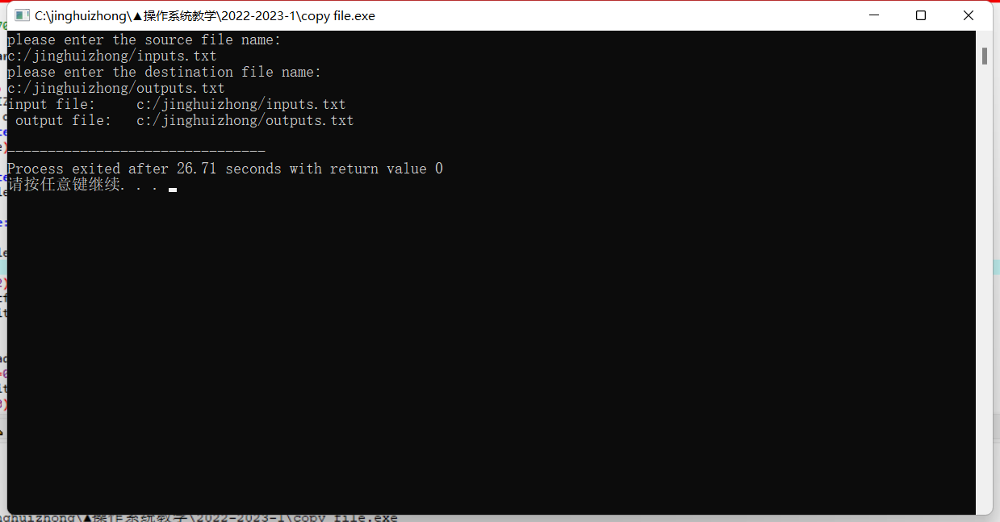 C:\jinghuizhong\▲操作系统教学\2022-2023-1\copy file.exe
please enter the source file name:
c:/jinghuizhong/inputs.txt
please enter the destination file name:
c:/jinghuizhong/outputs.txt
input file:     c:/jinghuizhong/inputs.txt
 output file:   c:/jinghuizhong/outputs.txt
--------------------------------
Process exited after 26.71 seconds with return value 0
请按任意键继续. . .
nghuizhong\▲操作系统教学\2022-2023-1\copy file.exe